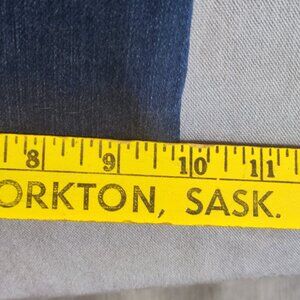 8 9 10 11
ORKTON, SASK.